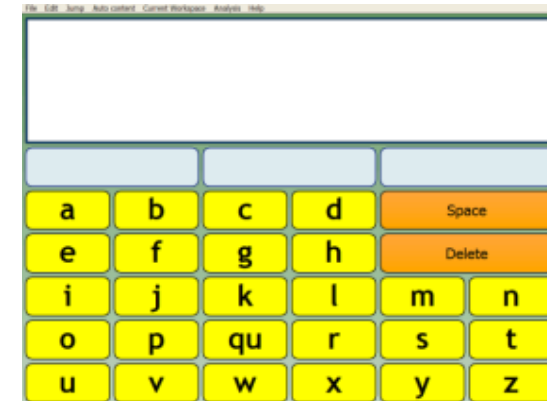 File Edit Jump Auto content Current Workspace Analysis Help
a b c d Space
e f g h Delete
i j k l m n
o p qu r s t
u v w x y z